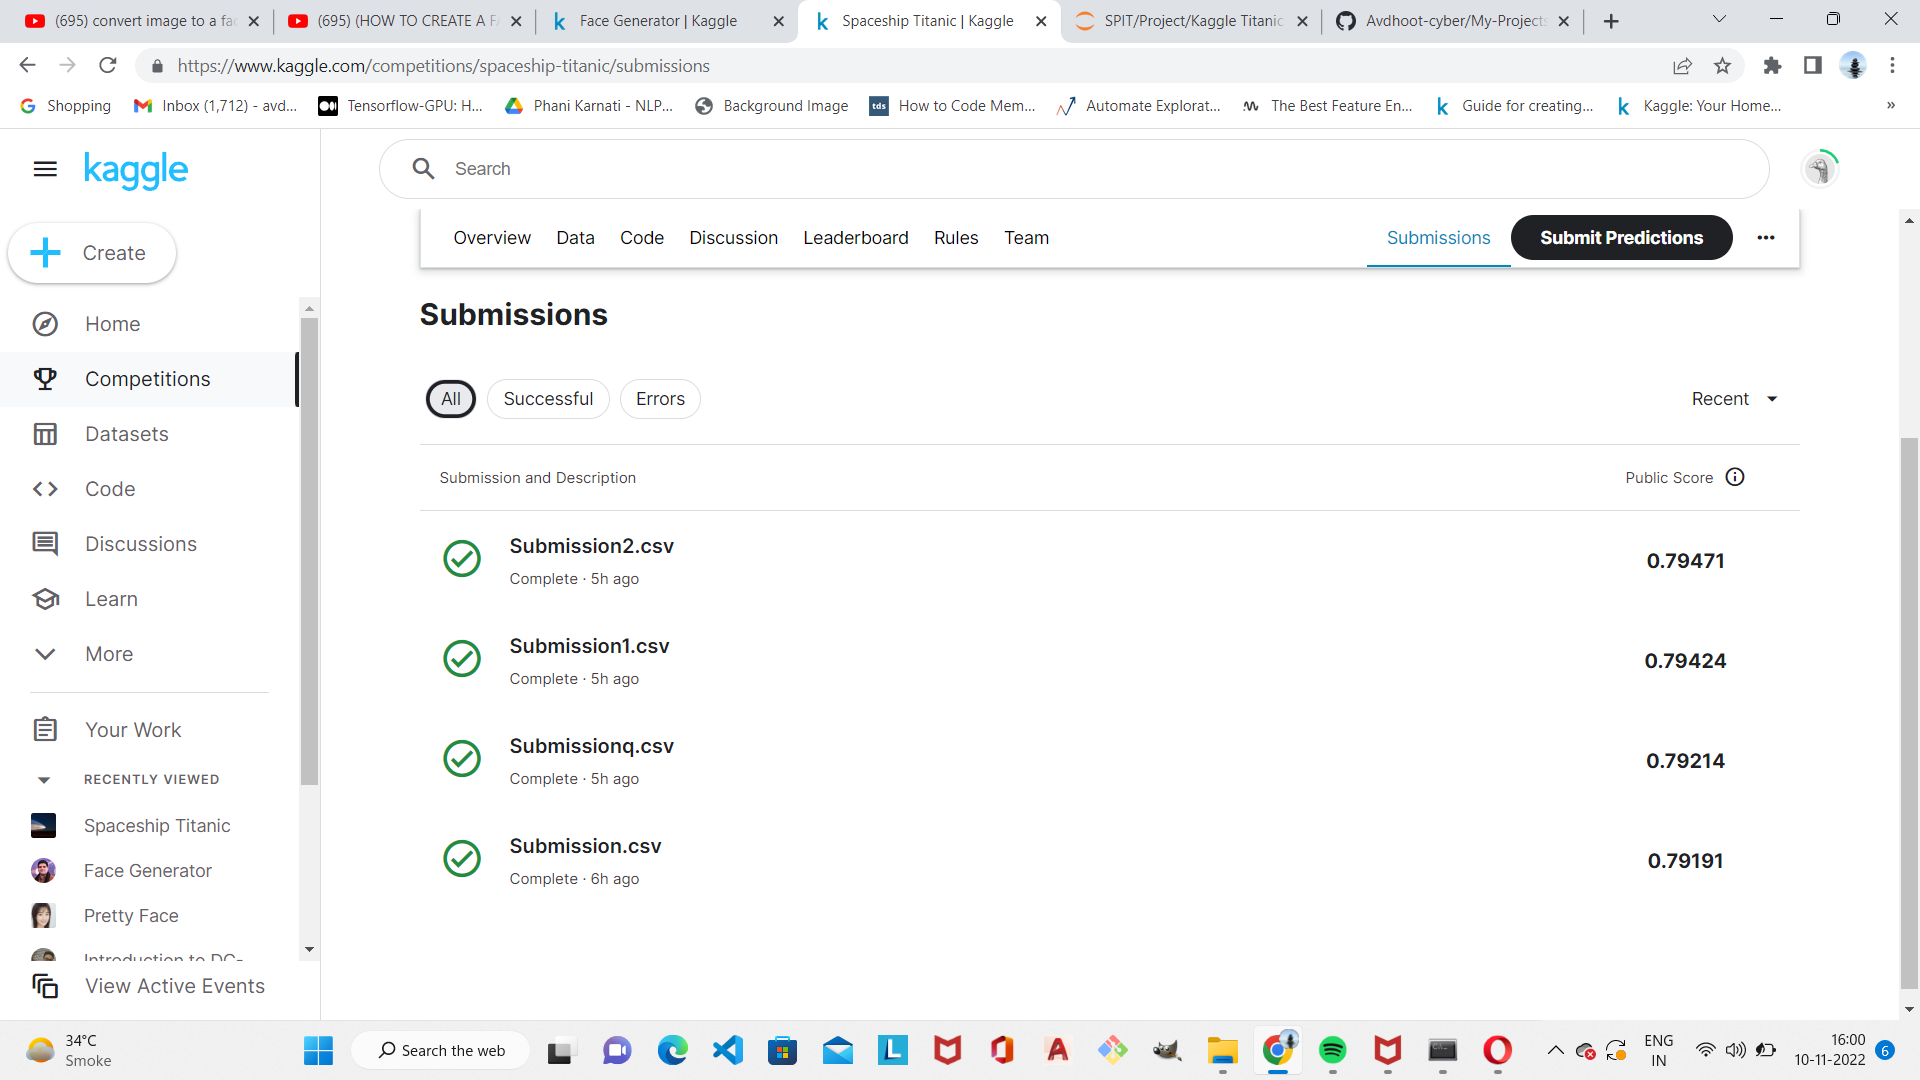 (695) convert image to a fac
(695) (HOW TO CREATE A FA
Face Generator | Kaggle
Spaceship Titanic | Kaggle
SPIT/Project/Kaggle Titanic
Avdhoot-cyber/My-Projects
https://www.kaggle.com/competitions/spaceship-titanic/submissions
Shopping
Inbox (1,712) - avd...
Tensorflow-GPU: H...
Phani Karnati - NLP...
Background Image
tds
How to Code Mem...
Automate Explorat...
The Best Feature En...
Guide for creating...
Kaggle: Your Home...
»
kaggle
Search
Create
Home
Competitions
Datasets
Code
Discussions
Learn
More
Your Work
RECENTLY VIEWED
Spaceship Titanic
Face Generator
Pretty Face
Introduction to DC-
View Active Events
Overview
Data
Code
Discussion
Leaderboard
Rules
Team
Submissions
Submit Predictions
Submissions
All
Successful
Errors
Recent
Submission and Description
Public Score
Submission2.csv
Complete · 5h ago
0.79471
Submission1.csv
Complete · 5h ago
0.79424
Submissionq.csv
Complete · 5h ago
0.79214
Submission.csv
Complete · 6h ago
0.79191
34°C
Smoke
Search the web
ENG
IN
16:00
10-11-2022
6